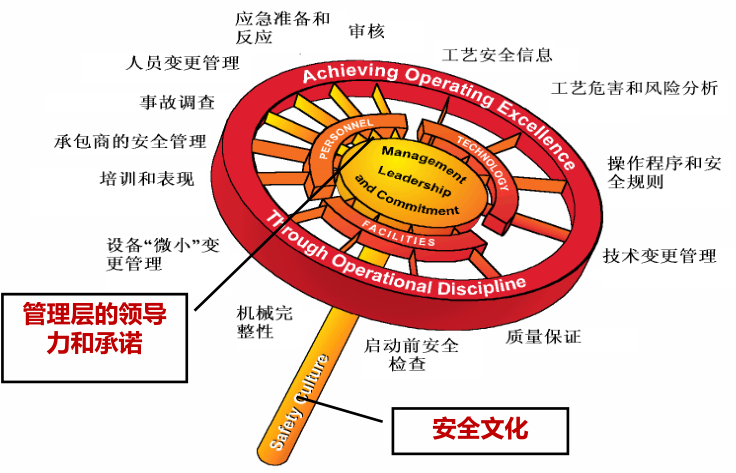 应急准备和
反应
审核
工艺安全信息
人员变更管理
工艺危害和风险分析
事故调查
承包商的安全管理
培训和表现
操作程序和安
全规则
设备“微小”变
更管理
技术变更管理
机械完
整性
启动前安全
检查
质量保证
Achieving Operating Excellence
Through Operational Discipline
PERSONNEL
TECHNOLOGY
FACILITIES
Management
Leadership
and Commitment
Safety Culture
管理层的领导
力和承诺
安全文化